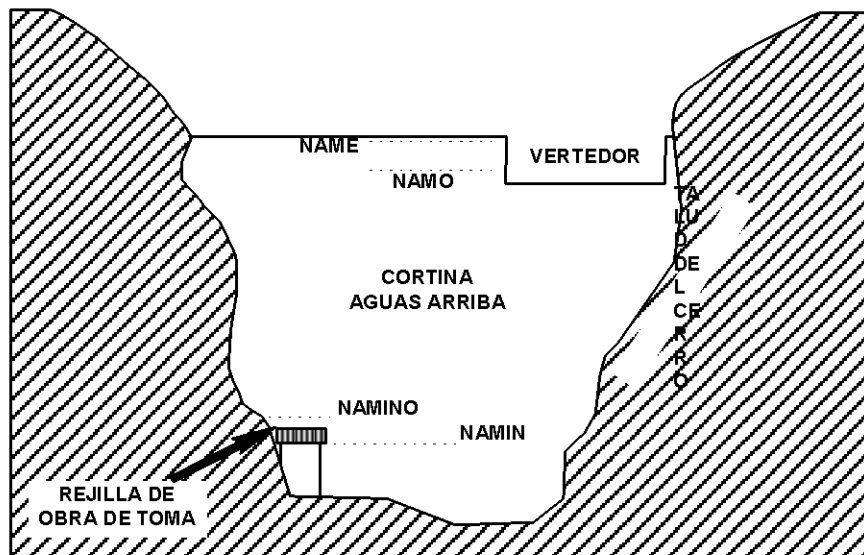 NAME
VERTEDOR
NAMO
TA
LU
D
DE
L
CE
R
R
O
CORTINA
AGUAS ARRIBA
NAMINO
NAMIN
REJILLA DE
OBRA DE TOMA